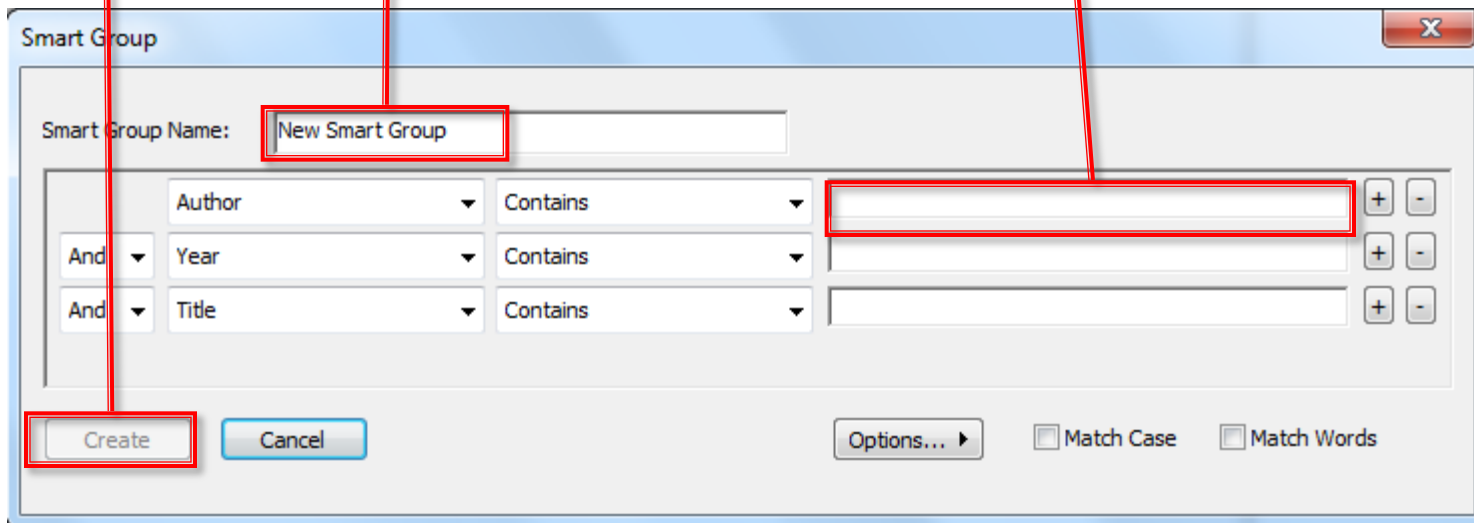 Smart Group
x
Smart Group Name: New Smart Group
Author Contains + -
And Year Contains + -
And Title Contains + -
Create Cancel Options... Match Case Match Words